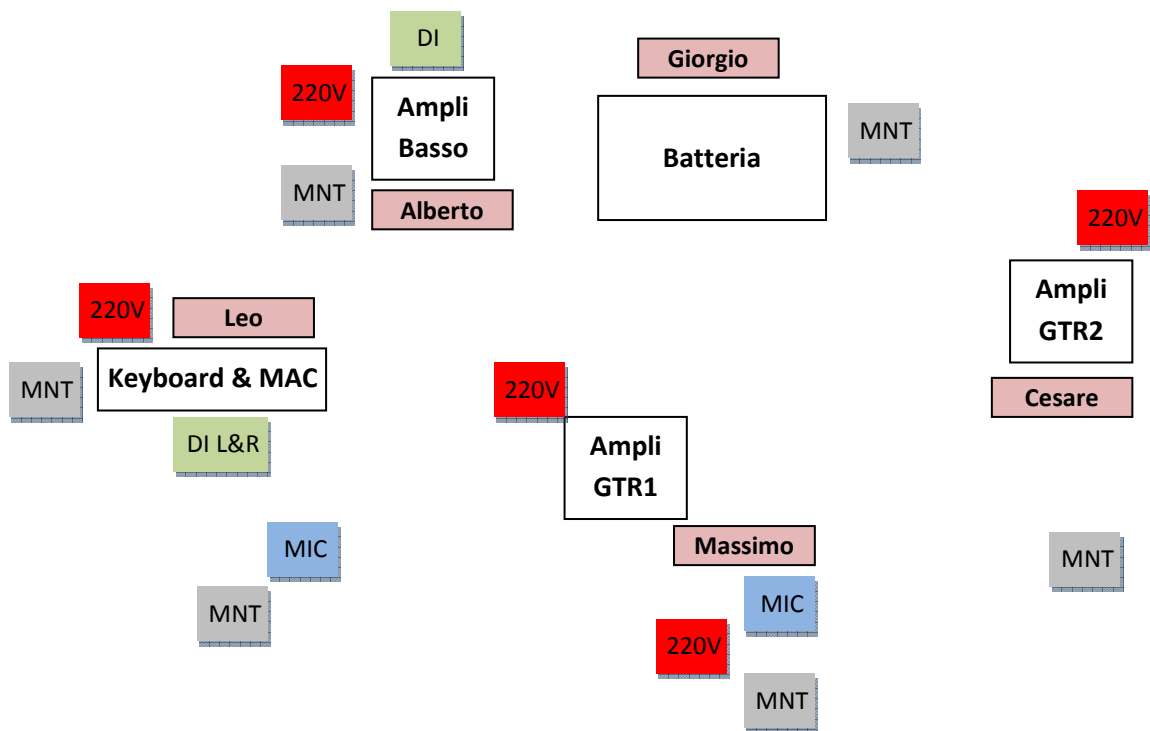 DI
Giorgio
220V
Ampli
Basso
Batteria
MNT
MNT
Alberto
220V
Ampli
GTR2
220V
Leo
Keyboard & MAC
MNT
DI L&R
220V
Cesare
Ampli
GTR1
MIC
Massimo
MNT
MNT
MIC
220V
MNT